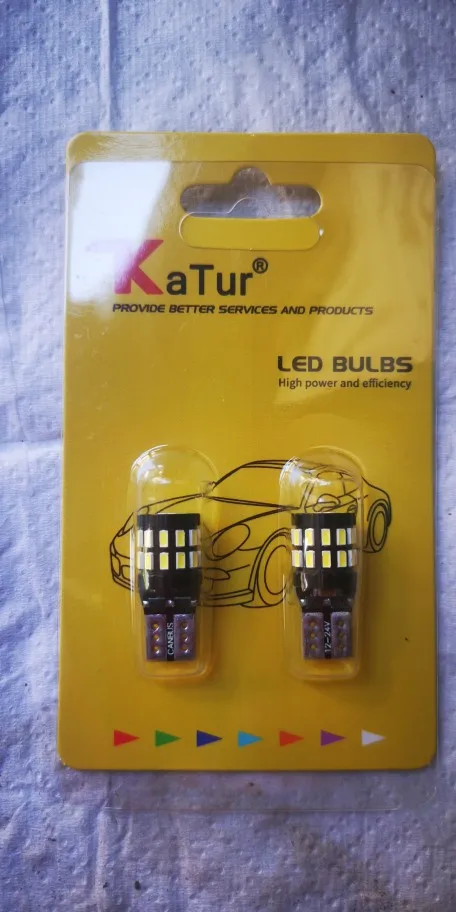 KaTur®
PROVIDE BETTER SERVICES AND PRODUCTS
LED BULBS
High power and efficiency
CANBUS
12-24V